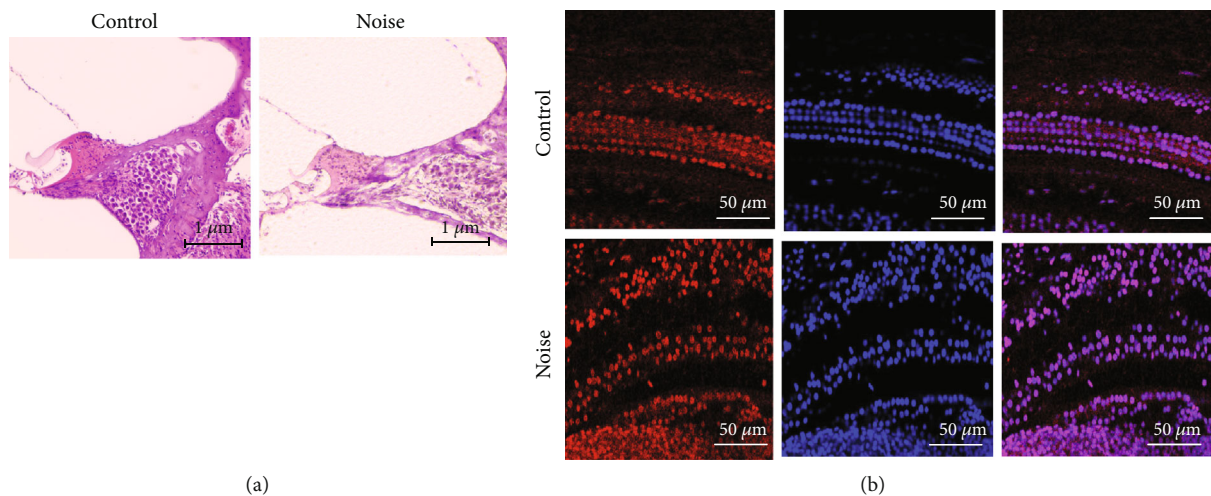 Control
Noise
1 μm
1 μm
(a)
Control
50 μm
50 μm
50 μm
Noise
50 μm
50 μm
50 μm
(b)